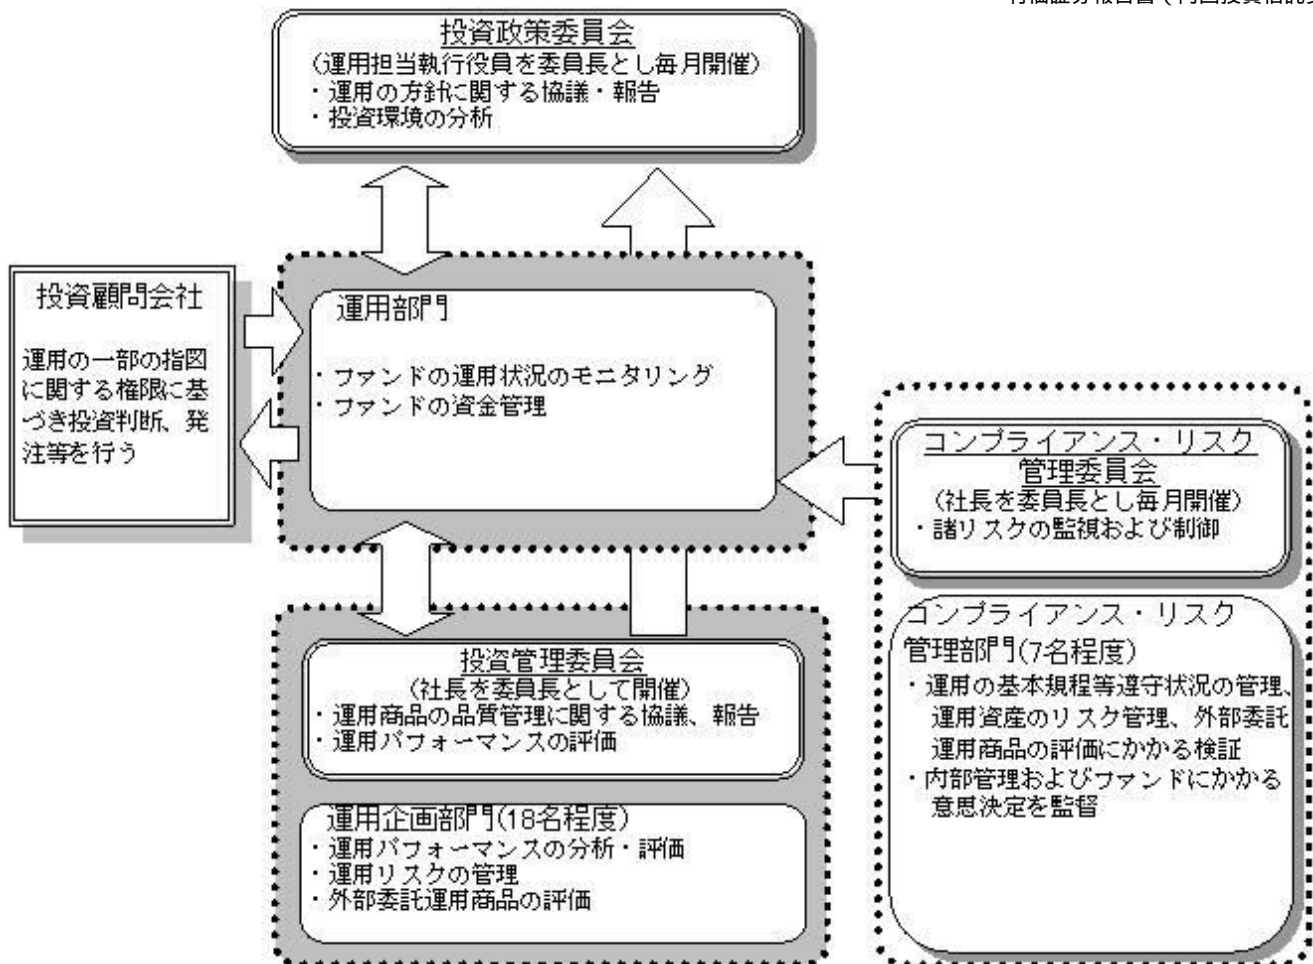 投資政策委員会
(運用担当執行役員を委員長とし毎月開催)
・運用の方針に関する協議・報告
・投資環境の分析
投資顧問会社
運用の一部の指図
に関する権限に基
づき投資判断、発
注等を行う
運用部門
・ファンドの運用状況のモニタリング
・ファンドの資金管理
コンプライアンス・リスク
管理委員会
(社長を委員長とし毎月開催)
・諸リスクの監視および制御
コンプライアンス・リスク
管理部門(7名程度)
・運用の基本規程等遵守状況の管理、
運用資産のリスク管理、外部委託
運用商品の評価にかかる検証
・内部管理およびファンドにかかる
意思決定を監督
投資管理委員会
(社長を委員長として開催)
・運用商品の品質管理に関する協議、報告
・運用パフォーマンスの評価
運用企画部門(18名程度)
・運用パフォーマンスの分析・評価
・運用リスクの管理
・外部委託運用商品の評価